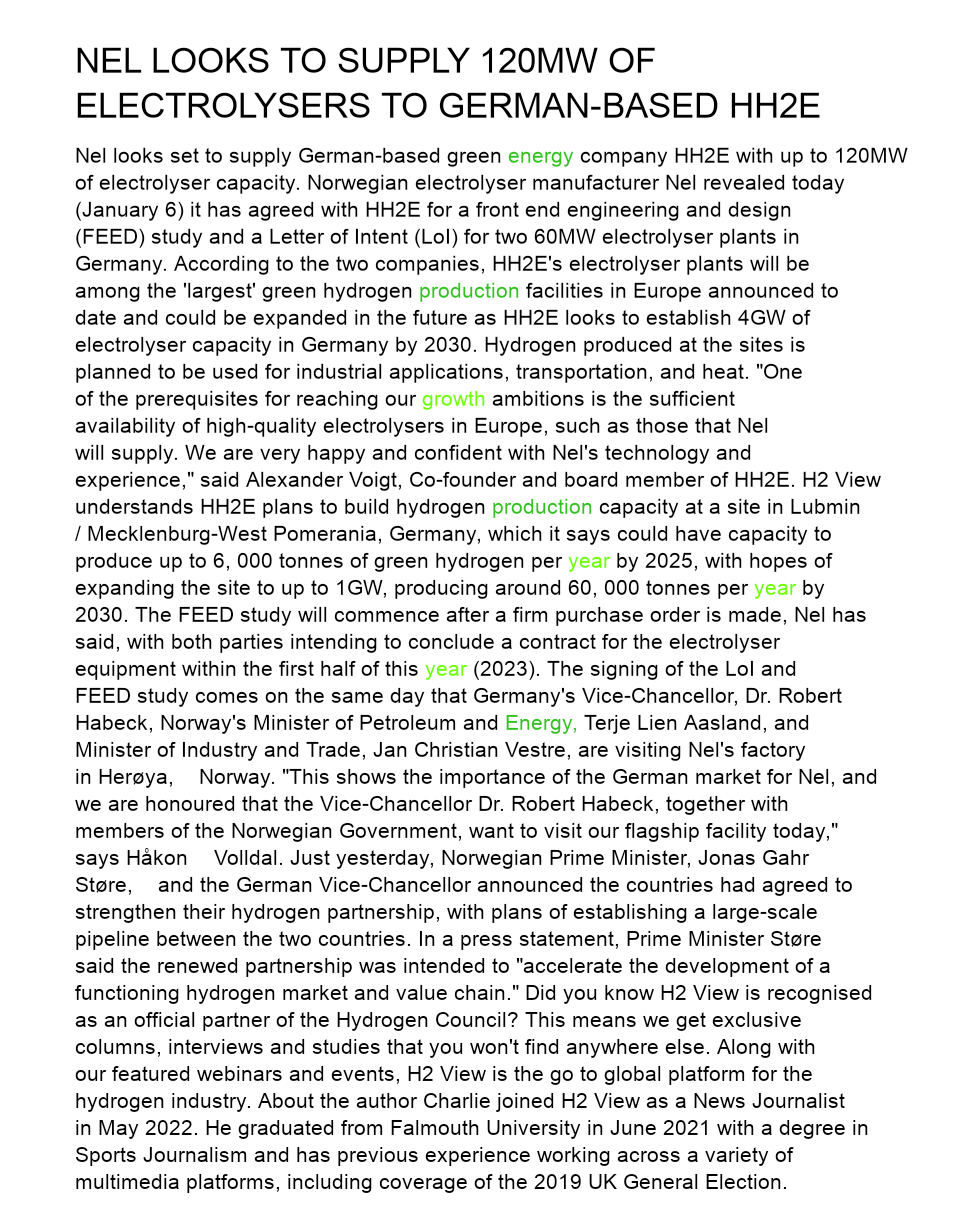 NEL LOOKS TO SUPPLY 120MW OF
ELECTROLYSERS TO GERMAN-BASED HH2E
Nel looks set to supply German-based green energy company HH2E with up to 120MW
of electrolyser capacity. Norwegian electrolyser manufacturer Nel revealed today
(January 6) it has agreed with HH2E for a front end engineering and design
(FEED) study and a Letter of Intent (LoI) for two 60MW electrolyser plants in
Germany. According to the two companies, HH2E's electrolyser plants will be
among the 'largest' green hydrogen production facilities in Europe announced to
date and could be expanded in the future as HH2E looks to establish 4GW of
electrolyser capacity in Germany by 2030. Hydrogen produced at the sites is
planned to be used for industrial applications, transportation, and heat. "One
of the prerequisites for reaching our growth ambitions is the sufficient
availability of high-quality electrolysers in Europe, such as those that Nel
will supply. We are very happy and confident with Nel's technology and
experience," said Alexander Voigt, Co-founder and board member of HH2E. H2 View
understands HH2E plans to build hydrogen production capacity at a site in Lubmin
/ Mecklenburg-West Pomerania, Germany, which it says could have capacity to
produce up to 6, 000 tonnes of green hydrogen per year by 2025, with hopes of
expanding the site to up to 1GW, producing around 60, 000 tonnes per year by
2030. The FEED study will commence after a firm purchase order is made, Nel has
said, with both parties intending to conclude a contract for the electrolyser
equipment within the first half of this year (2023). The signing of the LoI and
FEED study comes on the same day that Germany's Vice-Chancellor, Dr. Robert
Habeck, Norway's Minister of Petroleum and Energy, Terje Lien Aasland, and
Minister of Industry and Trade, Jan Christian Vestre, are visiting Nel's factory
in Herøya, Norway. "This shows the importance of the German market for Nel, and
we are honoured that the Vice-Chancellor Dr. Robert Habeck, together with
members of the Norwegian Government, want to visit our flagship facility today,"
says Håkon Volldal. Just yesterday, Norwegian Prime Minister, Jonas Gahr
Støre, and the German Vice-Chancellor announced the countries had agreed to
strengthen their hydrogen partnership, with plans of establishing a large-scale
pipeline between the two countries. In a press statement, Prime Minister Støre
said the renewed partnership was intended to "accelerate the development of a
functioning hydrogen market and value chain." Did you know H2 View is recognised
as an official partner of the Hydrogen Council? This means we get exclusive
columns, interviews and studies that you won't find anywhere else. Along with
our featured webinars and events, H2 View is the go to global platform for the
hydrogen industry. About the author Charlie joined H2 View as a News Journalist
in May 2022. He graduated from Falmouth University in June 2021 with a degree in
Sports Journalism and has previous experience working across a variety of
multimedia platforms, including coverage of the 2019 UK General Election.